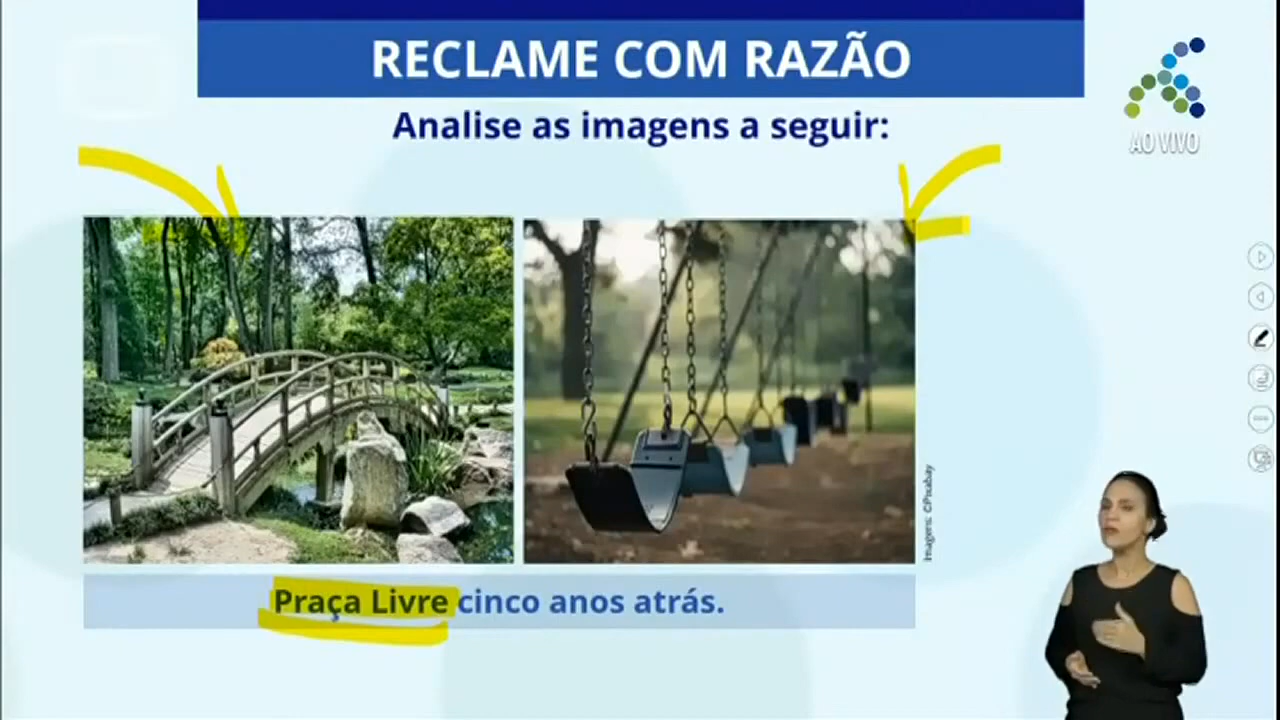 RECLAME COM RAZÃO
Analise as imagens a seguir:
AO VIVO
Imagens: ©Pixabay
Praça Livre cinco anos atrás.